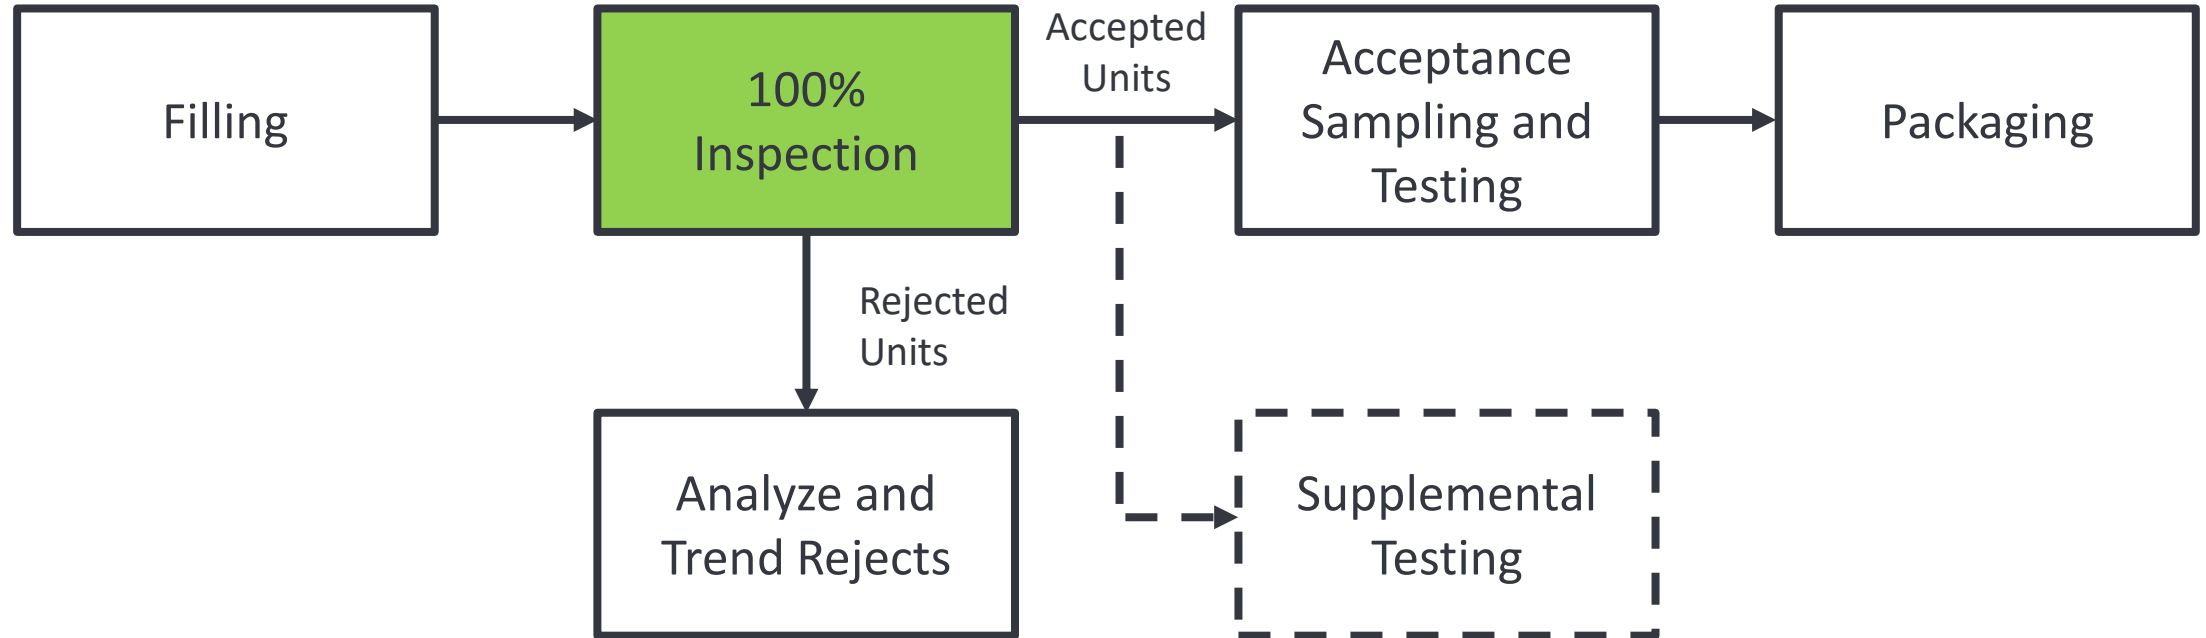 Filling
100%
Inspection
Accepted
Units
Acceptance
Sampling and
Testing
Packaging
Rejected
Units
Analyze and
Trend Rejects
Supplemental
Testing